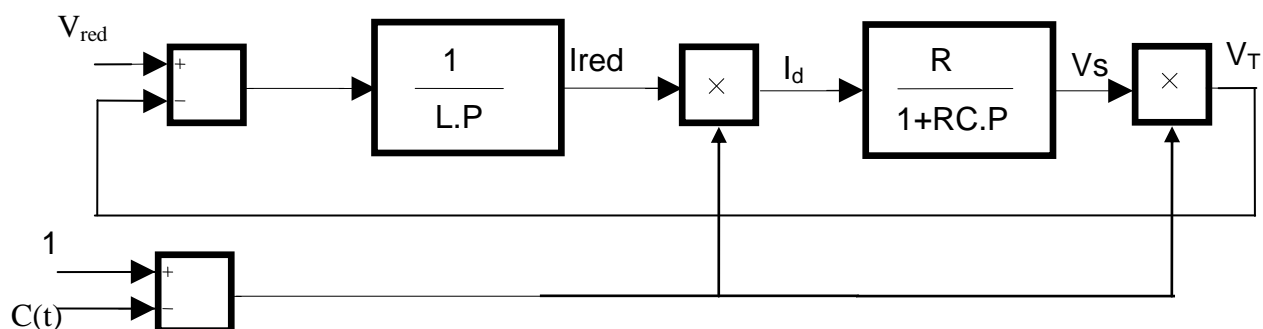 V_red
+
−
1
L.P
Ired
×
I_d
R
1+RC.P
Vs
×
V_T
1
+
C(t)
−